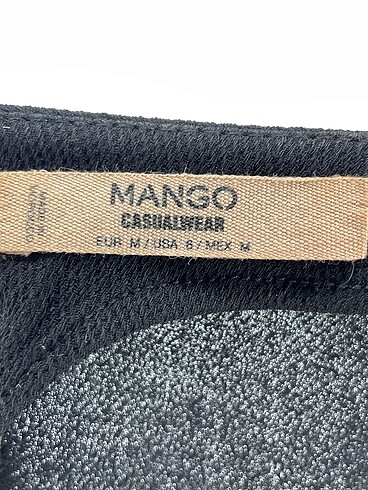 MANGO
CASUALWEAR
EUR M / USA 6 / MEX M